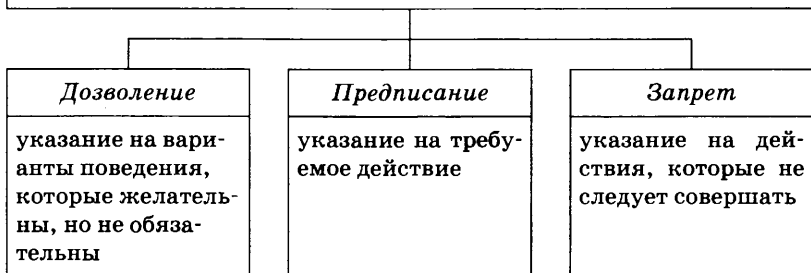 Дозволение
указание на вари-
анты поведения,
которые желатель-
ны, но не обяза-
тельны
Предписание
указание на требу-
емое действие
Запрет
указание на дей-
ствия, которые не
следует совершать